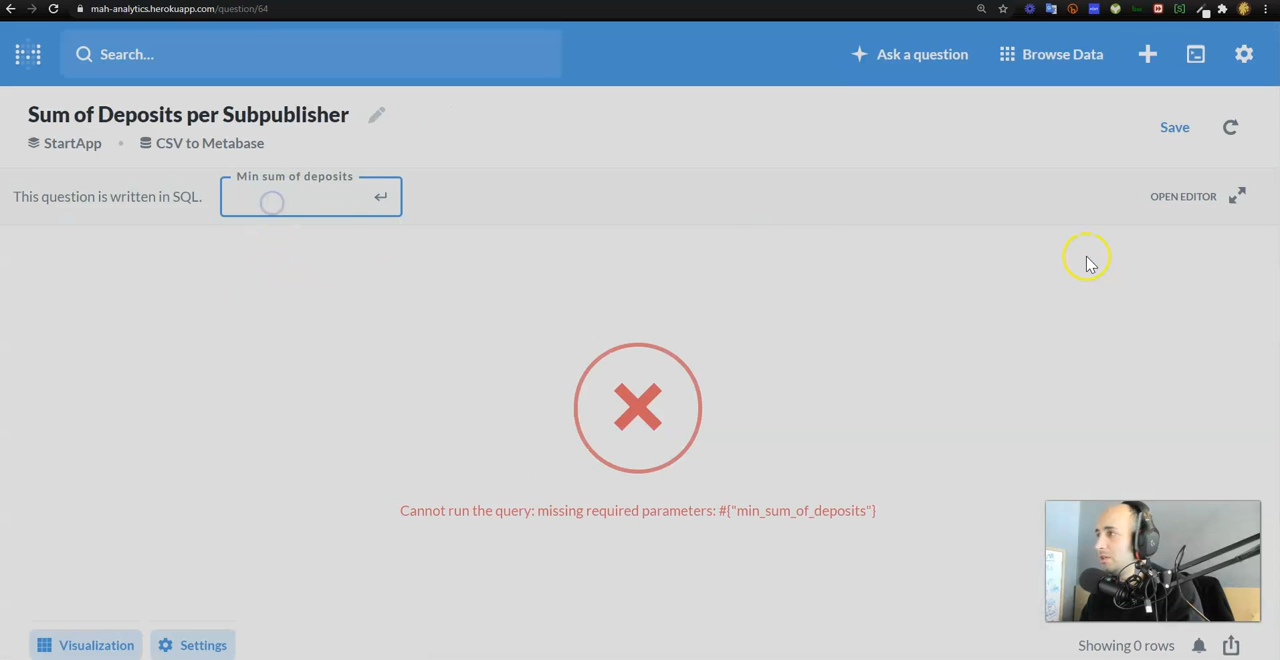 mah-analytics.herokuapp.com/question/64
Search...
Ask a question
Browse Data
Sum of Deposits per Subpublisher
StartApp • CSV to Metabase
Save
Min sum of deposits
This question is written in SQL.
OPEN EDITOR
Cannot run the query: missing required parameters: #{"min_sum_of_deposits"}
Visualization
Settings
Showing 0 rows